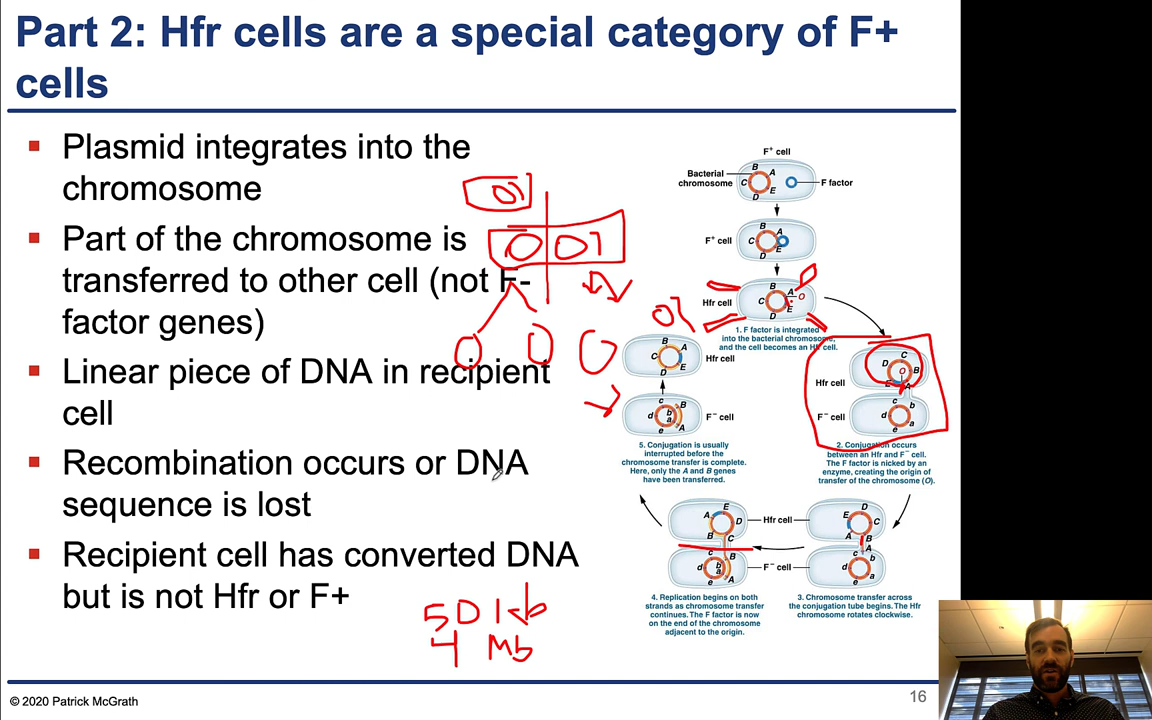 Part 2: Hfr cells are a special category of F+
cells
▪ Plasmid integrates into the
chromosome
▪ Part of the chromosome is
transferred to other cell (not F-
factor genes)
▪ Linear piece of DNA in recipient
cell
▪ Recombination occurs or DNA
sequence is lost
▪ Recipient cell has converted DNA
but is not Hfr or F+
50 kb
4 Mb
F⁺ cell
Bacterial
chromosome
B
A
C
E
D
F factor
F⁺ cell
B
A
C
E
D
Hfr cell
B
A
O
C
E
D
1. F factor is integrated
into the bacterial chromosome,
and the cell becomes an Hfr cell.
Hfr cell
C
D
B
O
E
A
F⁻ cell
c
b
d
a
e
2. Conjugation occurs
between an Hfr and F⁻ cell.
The F factor is nicked by an
enzyme, creating the origin of
transfer of the chromosome (O).
Hfr cell
D
E
C
A
B
A
F⁻ cell
c
b
d
a
e
3. Chromosome transfer across
the conjugation tube begins. The Hfr
chromosome rotates clockwise.
E
A
D
B
C
c
B
d
b
a
A
e
4. Replication begins on both
strands as chromosome transfer
continues. The F factor is now
on the end of the chromosome
adjacent to the origin.
B
A
C
E
D
Hfr cell
c
B
d
b
a
A
e
F⁻ cell
5. Conjugation is usually
interrupted before the
chromosome transfer is complete.
Here, only the A and B genes
have been transferred.
© 2020 Patrick McGrath
16